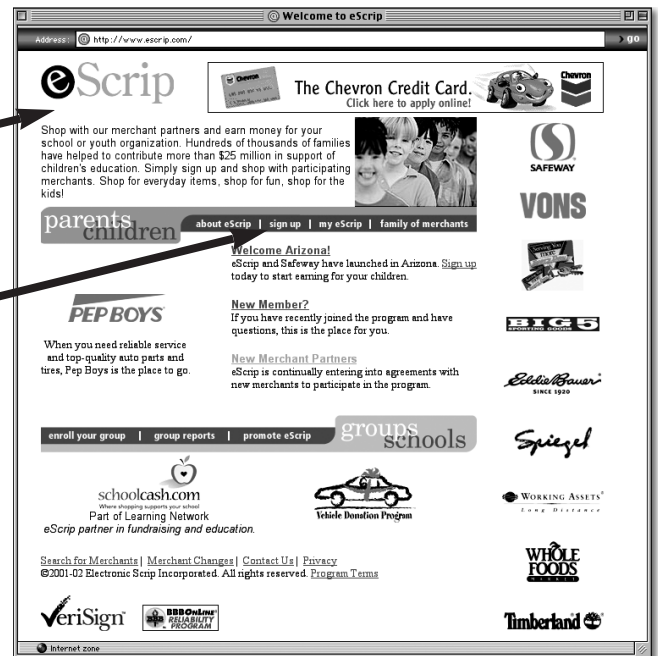 Welcome to eScrip
Address: http://www.escrip.com/
go
eScrip
Chevron
The Chevron Credit Card.
Click here to apply online!
Chevron
Shop with our merchant partners and earn money for your
school or youth organization. Hundreds of thousands of families
have helped to contribute more than $25 million in support of
children's education. Simply sign up and shop with participating
merchants. Shop for everyday items, shop for fun, shop for the
kids!
parents
children
about eScrip | sign up | my eScrip | family of merchants
Welcome Arizona!
eScrip and Safeway have launched in Arizona. Sign up
today to start earning for your children.
New Member?
If you have recently joined the program and have
questions, this is the place for you.
New Merchant Partners
eScrip is continually entering into agreements with
new merchants to participate in the program.
PEP BOYS
When you need reliable service
and top-quality auto parts and
tires, Pep Boys is the place to go.
enroll your group | group reports | promote eScrip
groups
schools
schoolcash.com
Where shopping supports your school
Part of Learning Network
eScrip partner in fundraising and education.
Vehicle Donation Program
Search for Merchants | Merchant Changes | Contact Us | Privacy
©2001-02 Electronic Scrip Incorporated. All rights reserved. Program Terms
VeriSign
BBB
BBBOnLine
RELIABILITY
PROGRAM
SAFEWAY
VONS
Serving You
more
BIG 5
SPORTING GOODS
Eddie Bauer
SINCE 1920
Spiegel
WORKING ASSETS®
Long Distance
WHOLE
FOODS
MARKET
Timberland
Internet zone